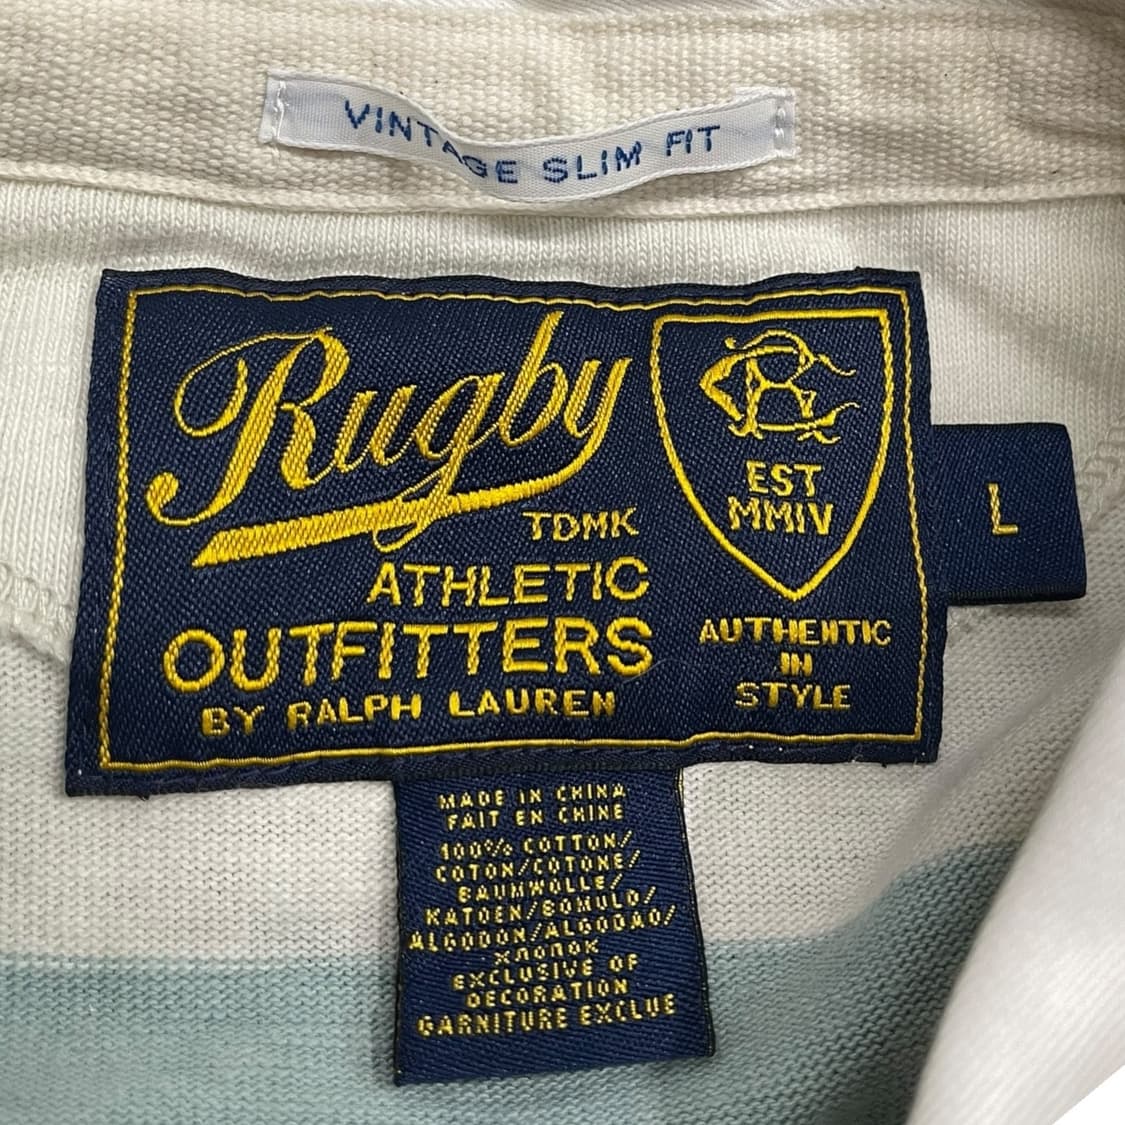 VINTAGE SLIM FIT
Rugby
TDMK
ATHLETIC
OUTFITTERS
BY RALPH LAUREN
RL
EST
MMIV
AUTHENTIC
IN
STYLE
L
MADE IN CHINA
FAIT EN CHINE
100% COTTON/
COTON/COTONE/
BAUMWOLLE/
KATOEN/BOMULD/
ALGODON/ALGODAO/
хлопок
EXCLUSIVE OF
DECORATION
GARNITURE EXCLUE